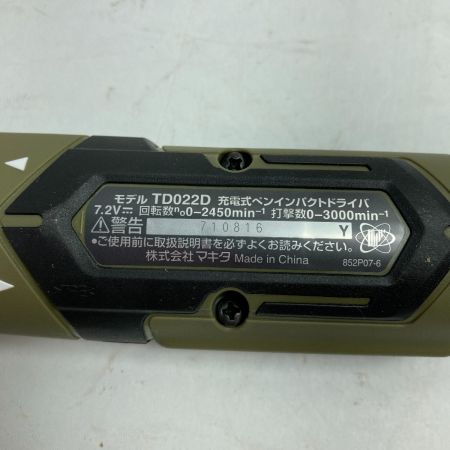 モデル TD022D 充電式ペンインパクトドライバ
7.2V⎓ 回転数n₀0-2450min⁻¹ 打撃数0-3000min⁻¹
⚠警告 710816 Y
●ご使用前に取扱説明書を必ずよくお読みください。
株式会社 マキタ Made in China 852P07-6